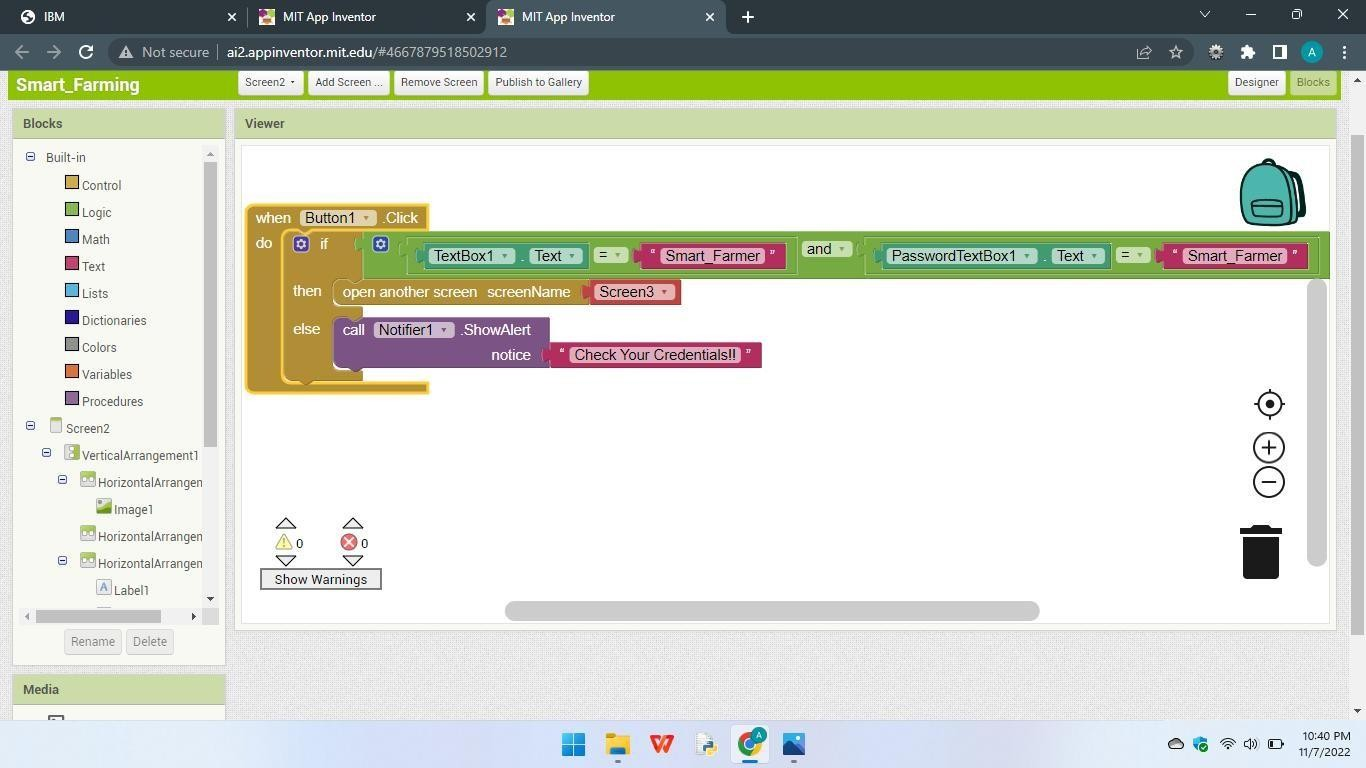 IBM
MIT App Inventor
MIT App Inventor
Not secure
ai2.appinventor.mit.edu/#4667879518502912
A
Smart_Farming
Screen2
Add Screen ...
Remove Screen
Publish to Gallery
Designer
Blocks
Blocks
Viewer
Built-in
Control
Logic
Math
Text
Lists
Dictionaries
Colors
Variables
Procedures
Screen2
VerticalArrangement1
HorizontalArrangen
Image1
HorizontalArrangen
HorizontalArrangen
A Label1
Rename
Delete
Media
when Button1 .Click
do if TextBox1 . Text = " Smart_Farmer " and PasswordTextBox1 . Text = " Smart_Farmer "
then open another screen screenName Screen3
else call Notifier1 .ShowAlert
notice " Check Your Credentials!! "
0 0
Show Warnings
A
10:40 PM
11/7/2022